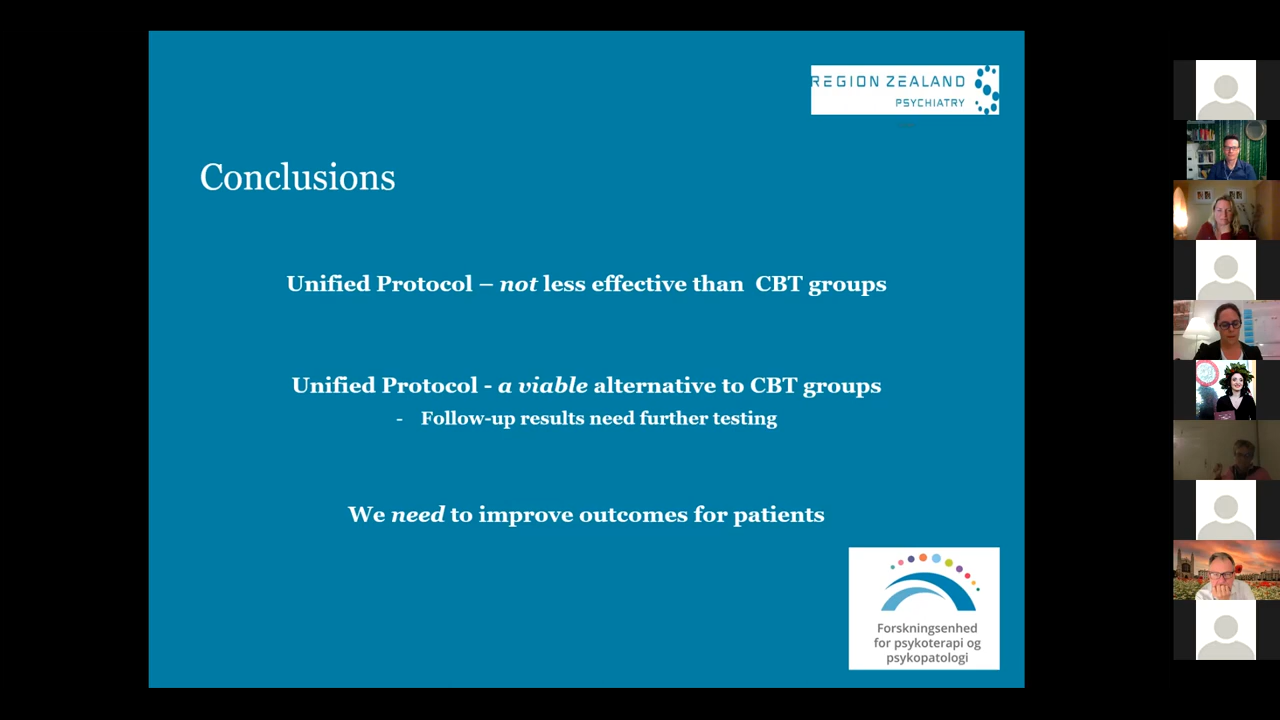 REGION ZEALAND
PSYCHIATRY
Conclusions
Unified Protocol – not less effective than CBT groups
Unified Protocol - a viable alternative to CBT groups
- Follow-up results need further testing
We need to improve outcomes for patients
Forskningsenhed
for psykoterapi og
psykopatologi